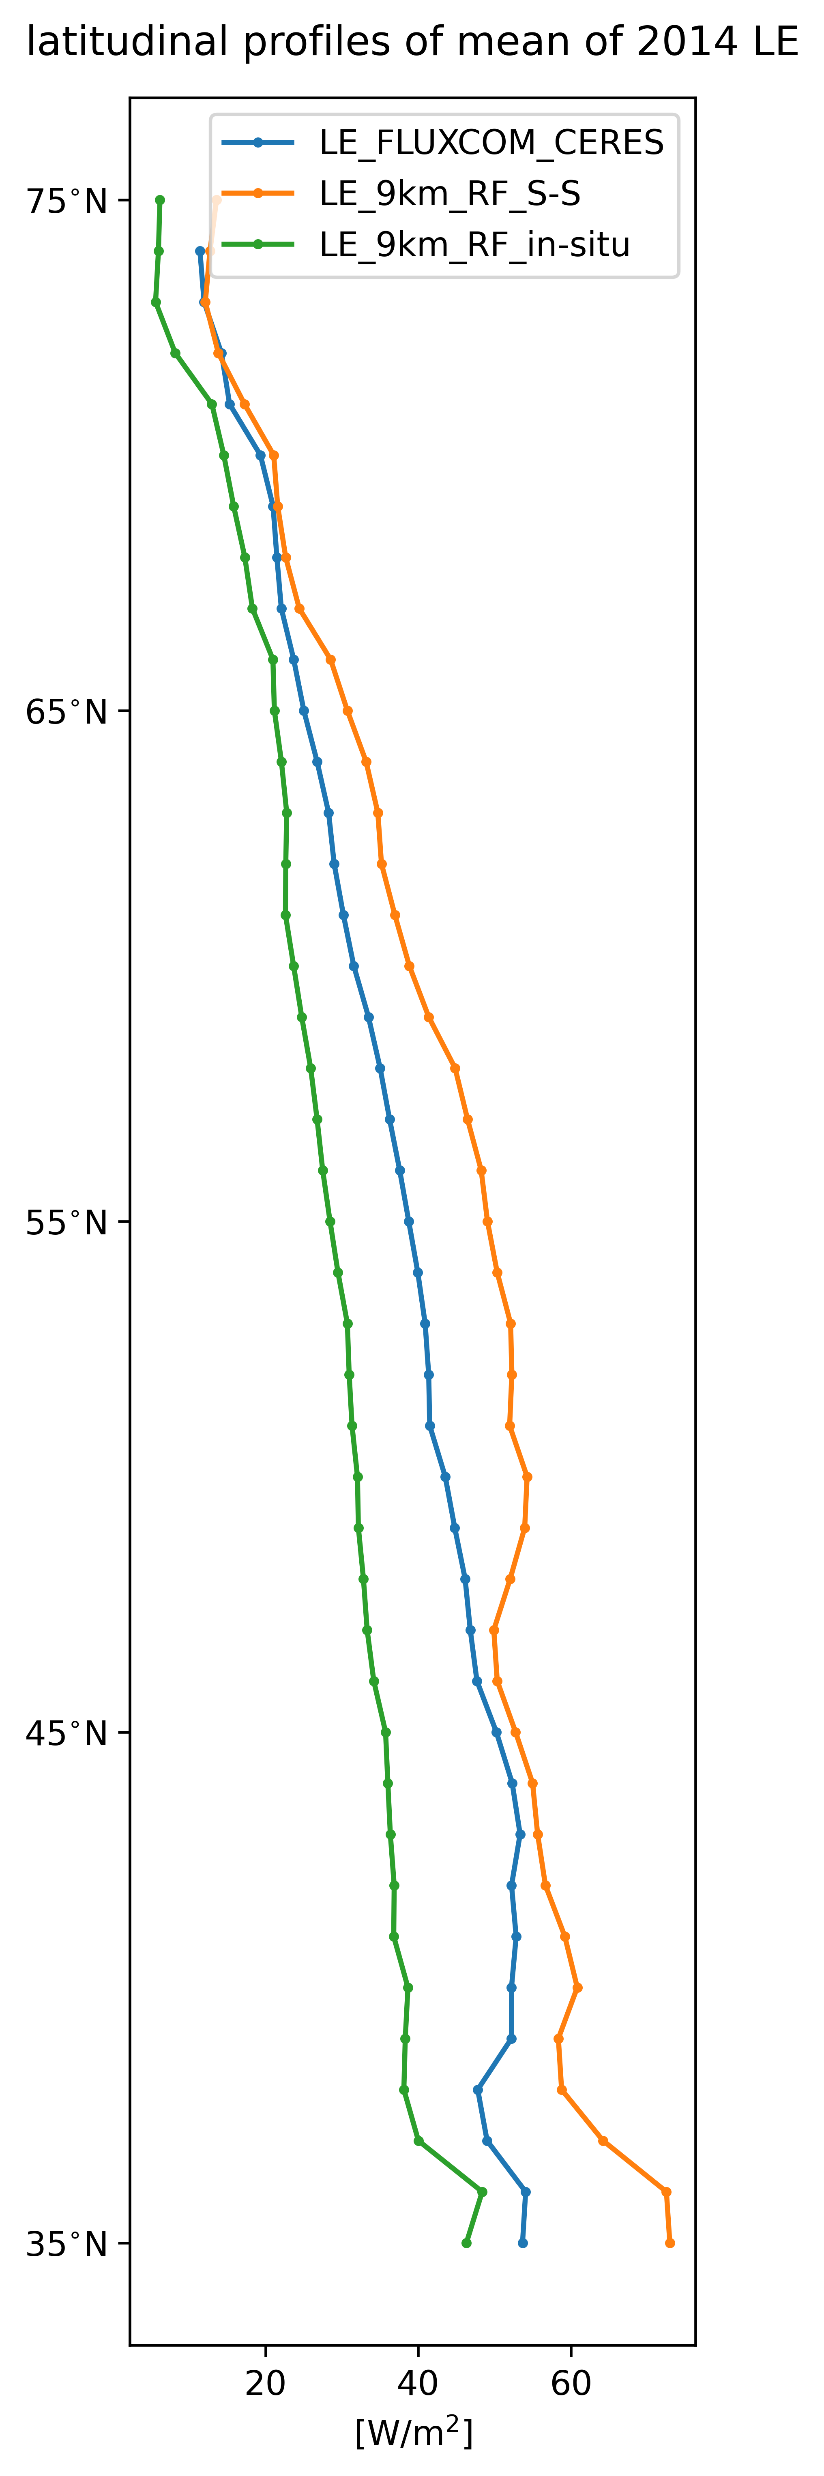 latitudinal profiles of mean of 2014 LE
LE_FLUXCOM_CERES
LE_9km_RF_S-S
LE_9km_RF_in-situ
75°N
65°N
55°N
45°N
35°N
20 40 60
[W/m²]